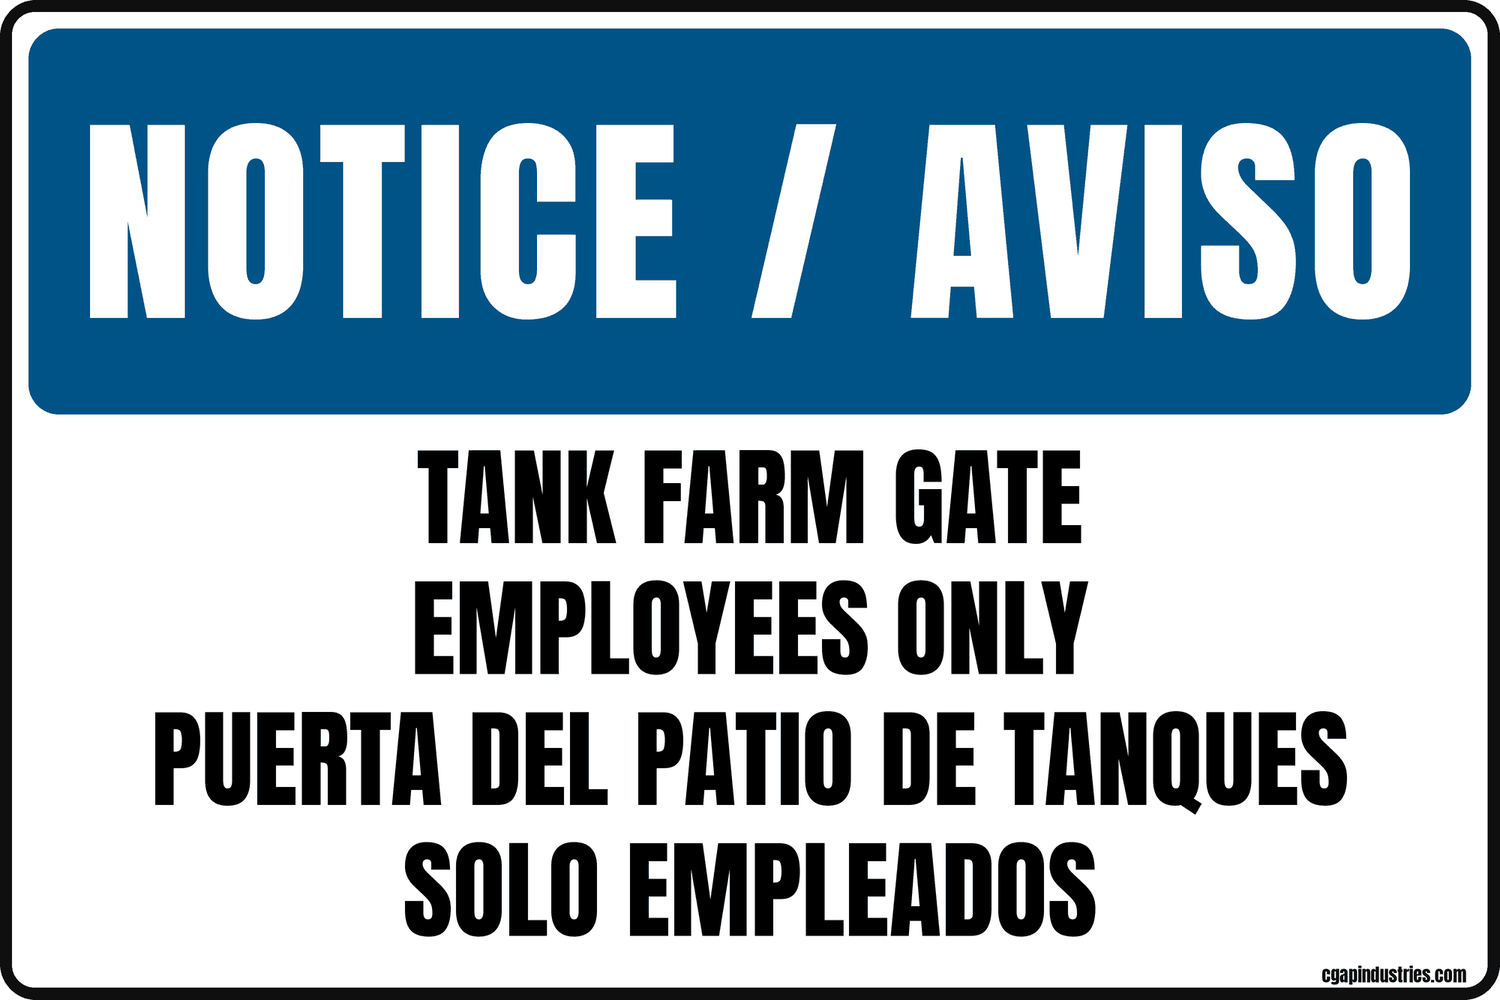 NOTICE / AVISO
TANK FARM GATE
EMPLOYEES ONLY
PUERTA DEL PATIO DE TANQUES
SOLO EMPLEADOS
cgapindustries.com